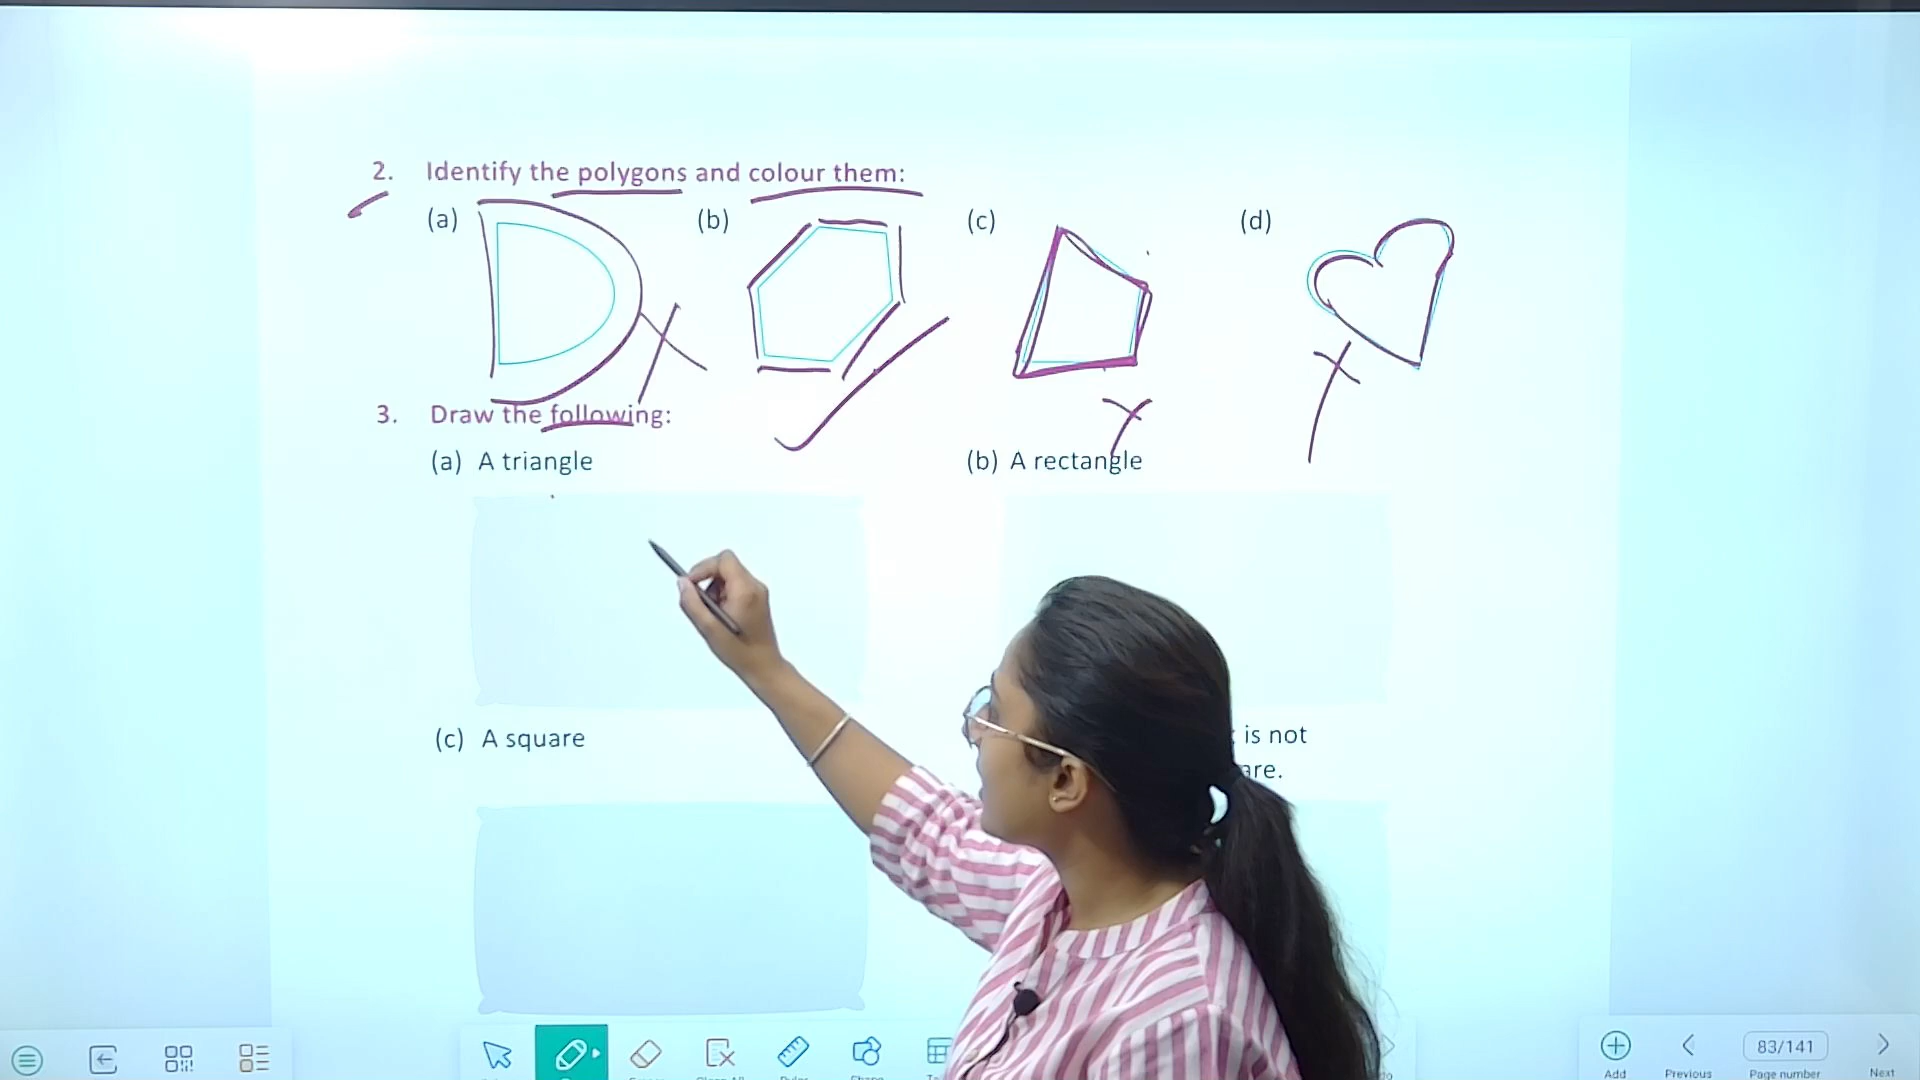 2. Identify the polygons and colour them:
(a) (b) (c) (d)
3. Draw the following:
(a) A triangle (b) A rectangle
(c) A square is not
are.
Add Previous 83/141 Page number Next